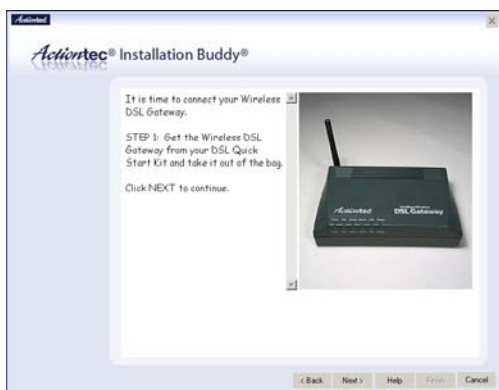 Actiontec
X
Actiontec® Installation Buddy®
It is time to connect your Wireless
DSL Gateway.
STEP 1: Get the Wireless DSL
Gateway from your DSL Quick
Start Kit and take it out of the bag.
Click NEXT to continue.
Actiontec
DSL Gateway
< Back
Next >
Help
Finish
Cancel